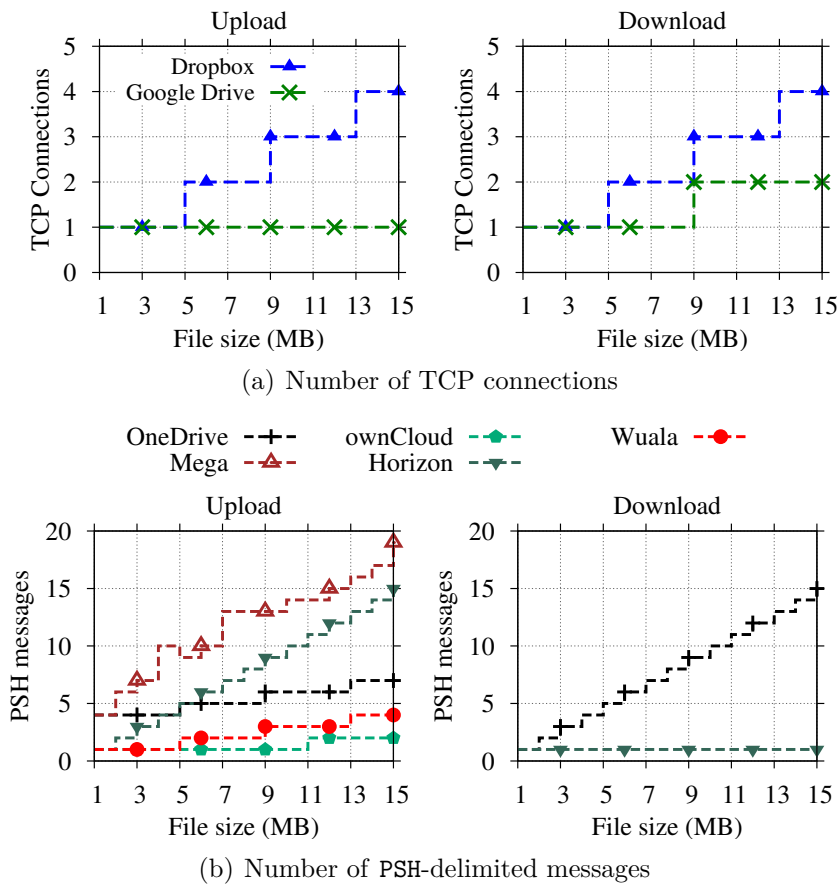 Upload Download
5 5
Dropbox
Google Drive
4 4
3 3
2 2
1 1
0 0
TCP Connections TCP Connections
1 3 5 7 9 11 13 15 1 3 5 7 9 11 13 15
File size (MB) File size (MB)
(a) Number of TCP connections
OneDrive ownCloud Wuala
Mega Horizon
Upload Download
20 20
15 15
10 10
5 5
0 0
PSH messages PSH messages
1 3 5 7 9 11 13 15 1 3 5 7 9 11 13 15
File size (MB) File size (MB)
(b) Number of PSH-delimited messages